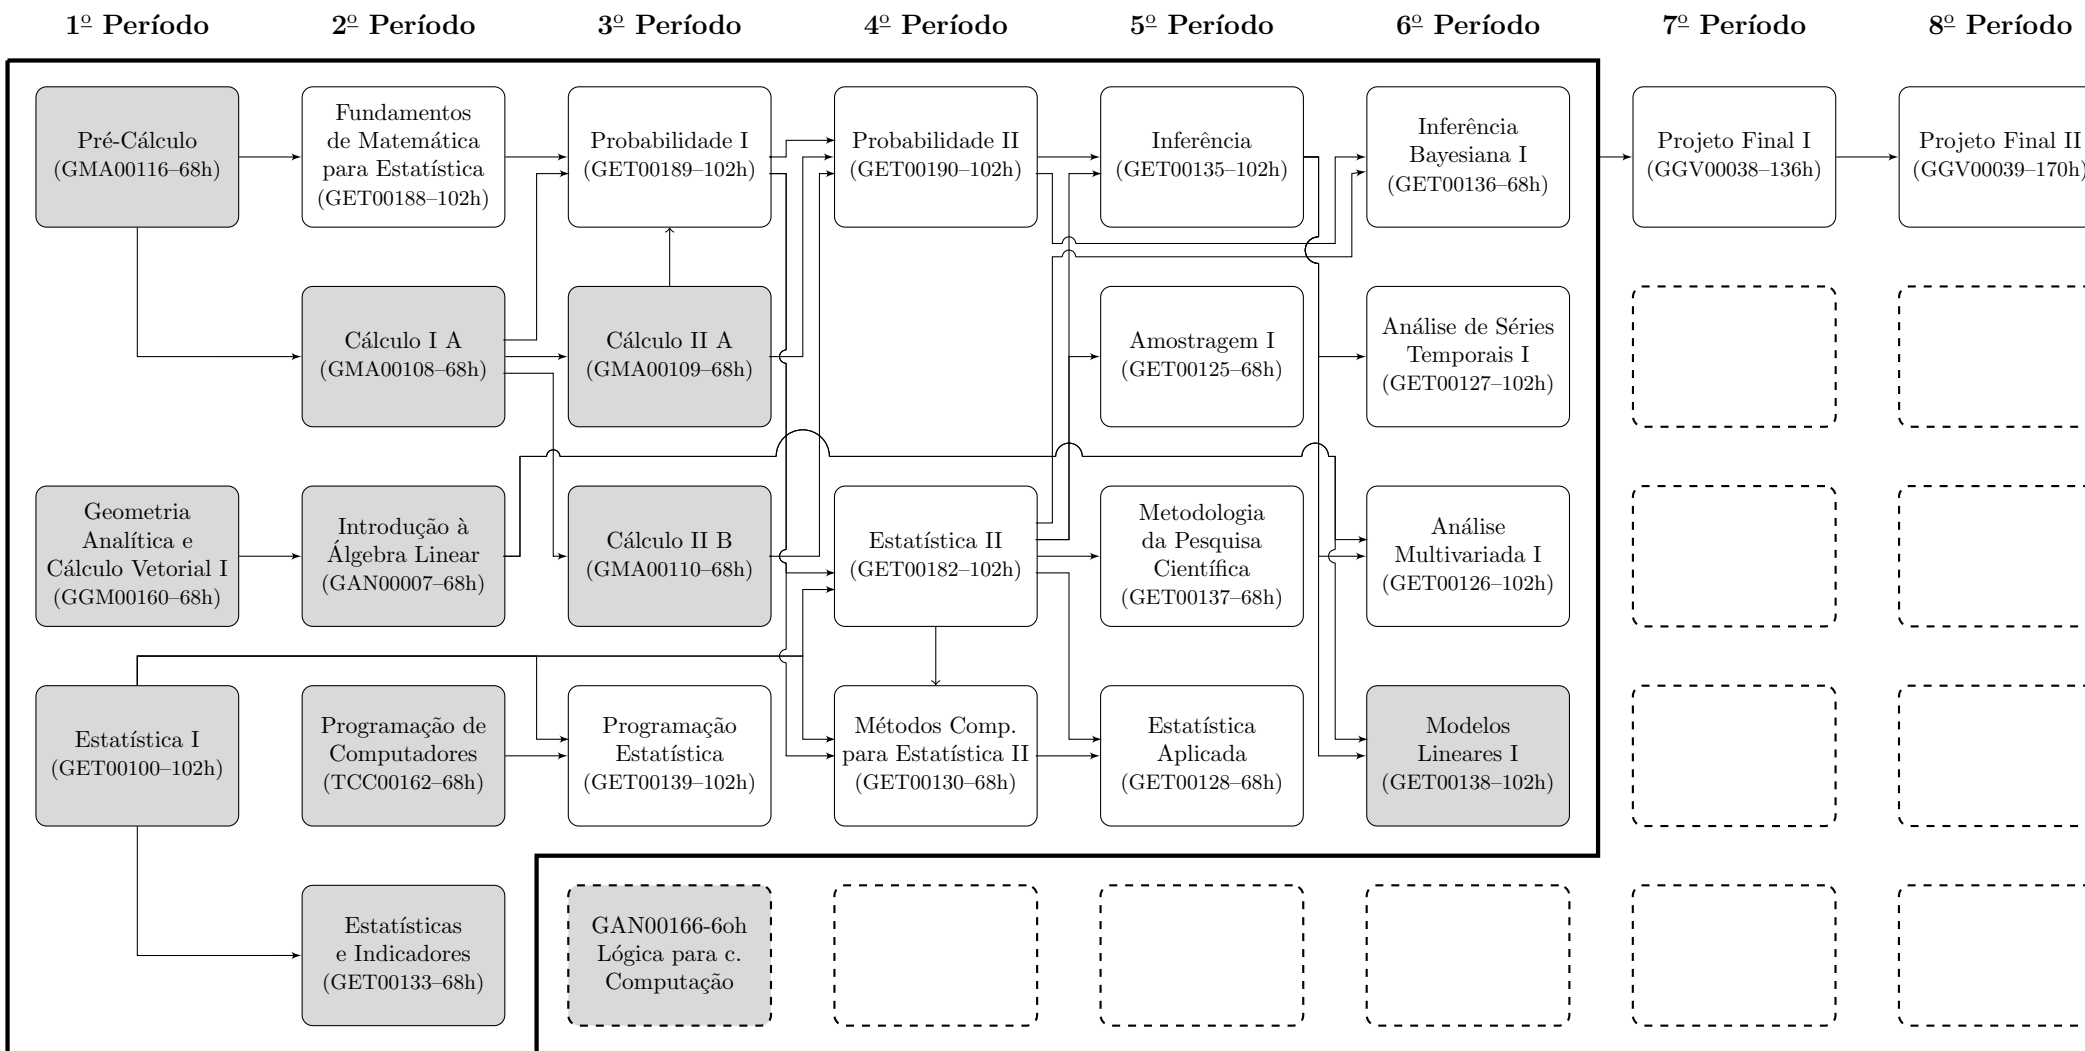 1º Período
2º Período
3º Período
4º Período
5º Período
6º Período
7º Período
8º Período
Pré-Cálculo
(GMA00116–68h)
Fundamentos
de Matemática
para Estatística
(GET00188–102h)
Probabilidade I
(GET00189–102h)
Probabilidade II
(GET00190–102h)
Inferência
(GET00135–102h)
Inferência
Bayesiana I
(GET00136–68h)
Projeto Final I
(GGV00038–136h)
Projeto Final II
(GGV00039–170h)
Cálculo I A
(GMA00108–68h)
Cálculo II A
(GMA00109–68h)
Amostragem I
(GET00125–68h)
Análise de Séries
Temporais I
(GET00127–102h)
Geometria
Analítica e
Cálculo Vetorial I
(GGM00160–68h)
Introdução à
Álgebra Linear
(GAN00007–68h)
Cálculo II B
(GMA00110–68h)
Estatística II
(GET00182–102h)
Metodologia
da Pesquisa
Científica
(GET00137–68h)
Análise
Multivariada I
(GET00126–102h)
Estatística I
(GET00100–102h)
Programação de
Computadores
(TCC00162–68h)
Programação
Estatística
(GET00139–102h)
Métodos Comp.
para Estatística II
(GET00130–68h)
Estatística
Aplicada
(GET00128–68h)
Modelos
Lineares I
(GET00138–102h)
Estatísticas
e Indicadores
(GET00133–68h)
GAN00166-6oh
Lógica para c.
Computação